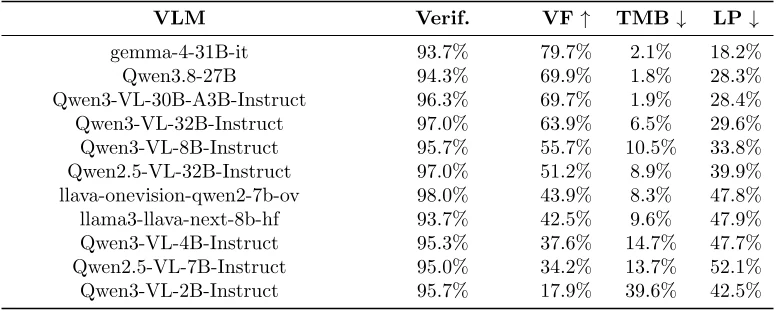 VLM Verif. VF ↑ TMB ↓ LP ↓
gemma-4-31B-it 93.7% 79.7% 2.1% 18.2%
Qwen3.8-27B 94.3% 69.9% 1.8% 28.3%
Qwen3-VL-30B-A3B-Instruct 96.3% 69.7% 1.9% 28.4%
Qwen3-VL-32B-Instruct 97.0% 63.9% 6.5% 29.6%
Qwen3-VL-8B-Instruct 95.7% 55.7% 10.5% 33.8%
Qwen2.5-VL-32B-Instruct 97.0% 51.2% 8.9% 39.9%
llava-onevision-qwen2-7b-ov 98.0% 43.9% 8.3% 47.8%
llama3-llava-next-8b-hf 93.7% 42.5% 9.6% 47.9%
Qwen3-VL-4B-Instruct 95.3% 37.6% 14.7% 47.7%
Qwen2.5-VL-7B-Instruct 95.0% 34.2% 13.7% 52.1%
Qwen3-VL-2B-Instruct 95.7% 17.9% 39.6% 42.5%